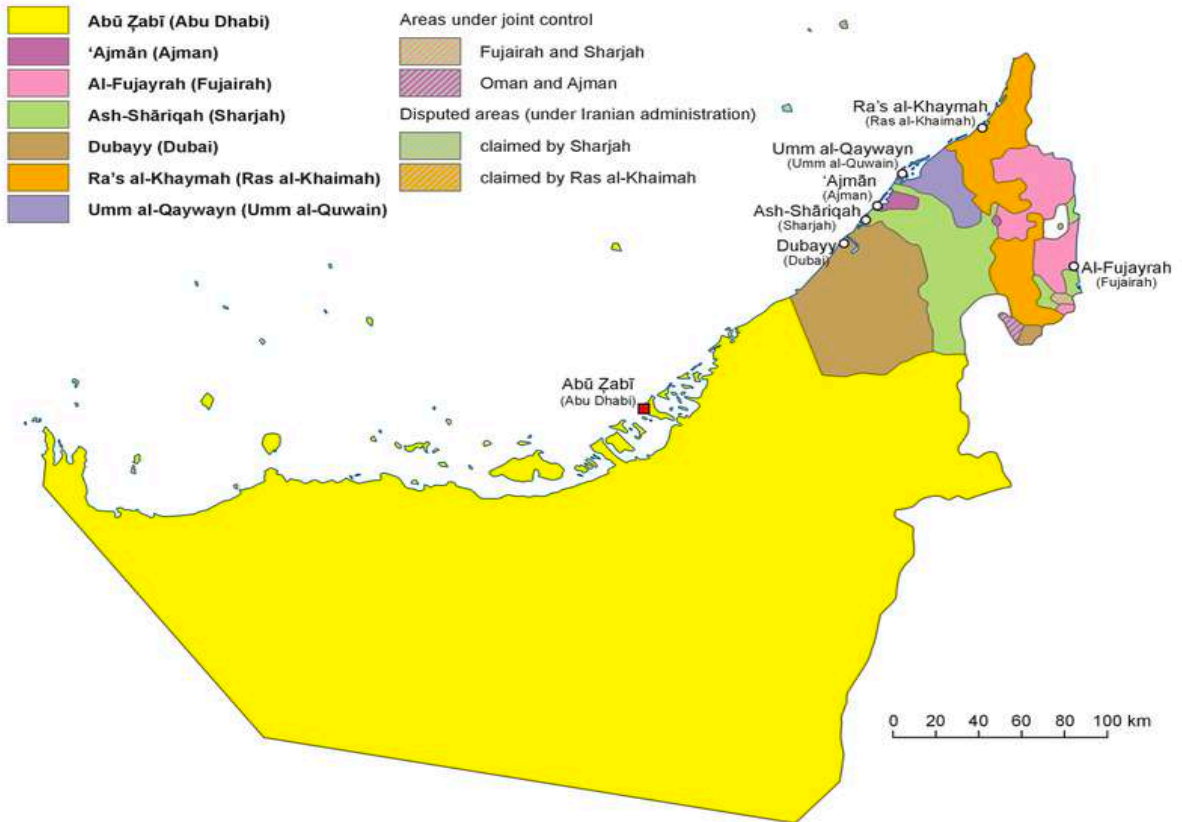 Abū Z̧abī (Abu Dhabi)
‘Ajmān (Ajman)
Al-Fujayrah (Fujairah)
Ash-Shāriqah (Sharjah)
Dubayy (Dubai)
Ra’s al-Khaymah (Ras al-Khaimah)
Umm al-Qaywayn (Umm al-Quwain)
Areas under joint control
Fujairah and Sharjah
Oman and Ajman
Disputed areas (under Iranian administration)
claimed by Sharjah
claimed by Ras al-Khaimah
Ra’s al-Khaymah
(Ras al-Khaimah)
Umm al-Qaywayn
(Umm al-Quwain)
‘Ajmān
(Ajman)
Ash-Shāriqah
(Sharjah)
Dubayy
(Dubai)
Al-Fujayrah
(Fujairah)
Abū Z̧abī
(Abu Dhabi)
0 20 40 60 80 100 km